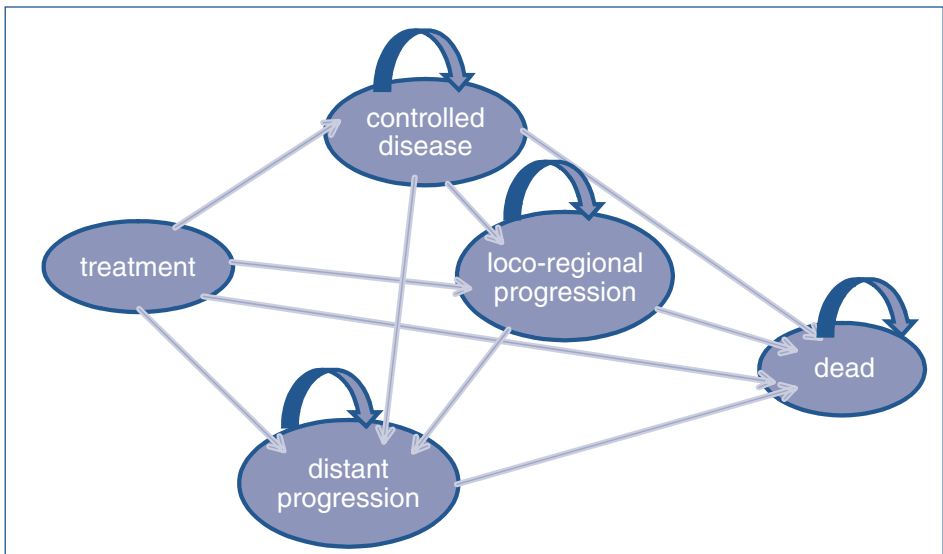 controlled
disease
treatment
loco-regional
progression
dead
distant
progression